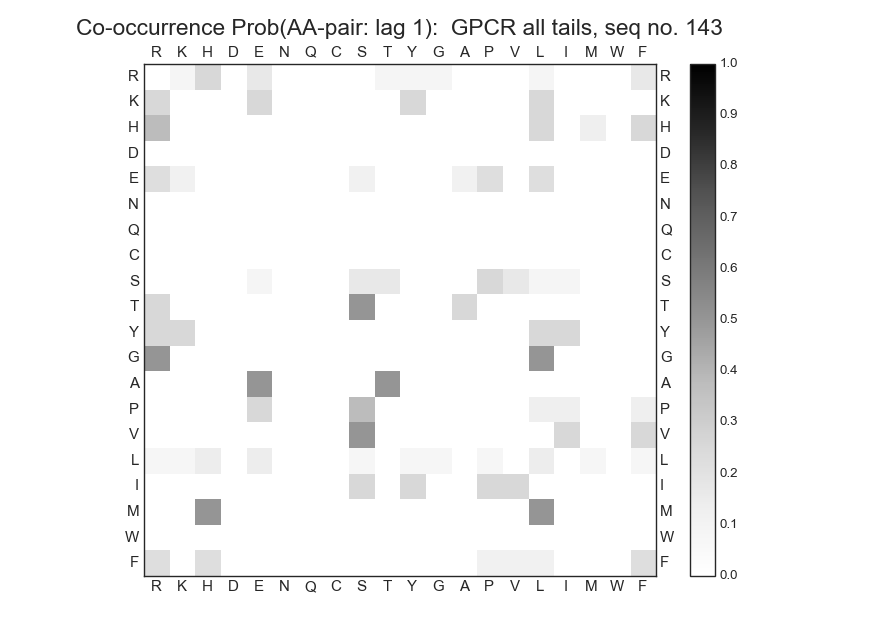 Co-occurrence Prob(AA-pair: lag 1):  GPCR all tails, seq no. 143
R K H D E N Q C S T Y G A P V L I M W F
R R 1.0
K K 0.9
H H
D D 0.8
E E
N N 0.7
Q Q
C C 0.6
S S
T T 0.5
Y Y
G G 0.4
A A
P P 0.3
V V
L L 0.2
I I
M M 0.1
W W
F F 0.0
R K H D E N Q C S T Y G A P V L I M W F